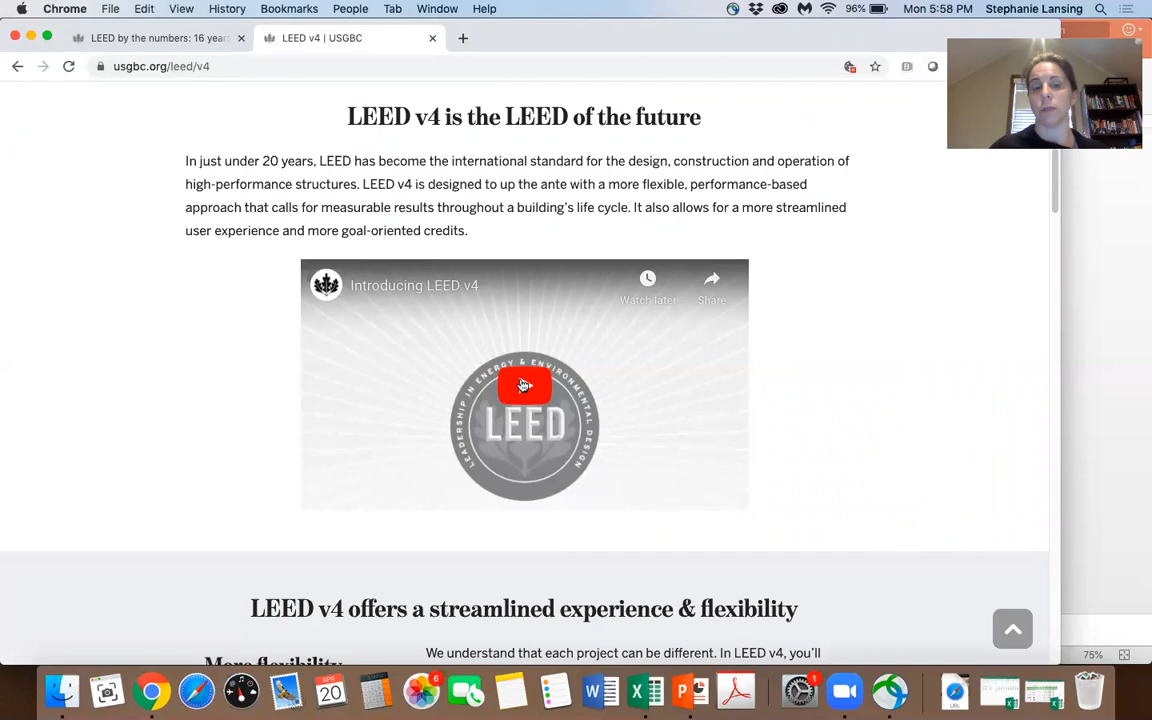 Chrome File Edit View History Bookmarks People Tab Window Help 96% Mon 5:58 PM Stephanie Lansing
LEED by the numbers: 16 years LEED v4 | USGBC
usgbc.org/leed/v4
LEED v4 is the LEED of the future
In just under 20 years, LEED has become the international standard for the design, construction and operation of
high-performance structures. LEED v4 is designed to up the ante with a more flexible, performance-based
approach that calls for measurable results throughout a building's life cycle. It also allows for a more streamlined
user experience and more goal-oriented credits.
Introducing LEED v4
Watch later Share
LEADERSHIP IN ENERGY & ENVIRONMENTAL DESIGN
LEED
LEED v4 offers a streamlined experience & flexibility
We understand that each project can be different. In LEED v4, you'll
More flexibility
75%
APR
20
6
1
URL